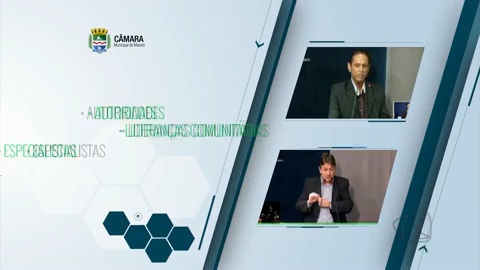 CÂMARA
Municipal de Maceió
• AUTORIDADES
• LIDERANÇAS COMUNITÁRIAS
• ESPECIALISTAS